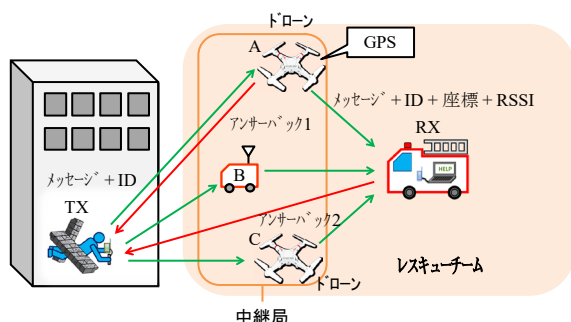 ﾄﾞﾛｰﾝ
A
GPS
ﾒｯｾｰｼﾞ＋ID＋座標＋RSSI
RX
ｱﾝｻｰﾊﾞｯｸ1
HELP
ﾒｯｾｰｼﾞ＋ID
B
TX
ｱﾝｻｰﾊﾞｯｸ2
C
ﾚｽｷｭｰﾁｰﾑ
ﾄﾞﾛｰﾝ
中継局